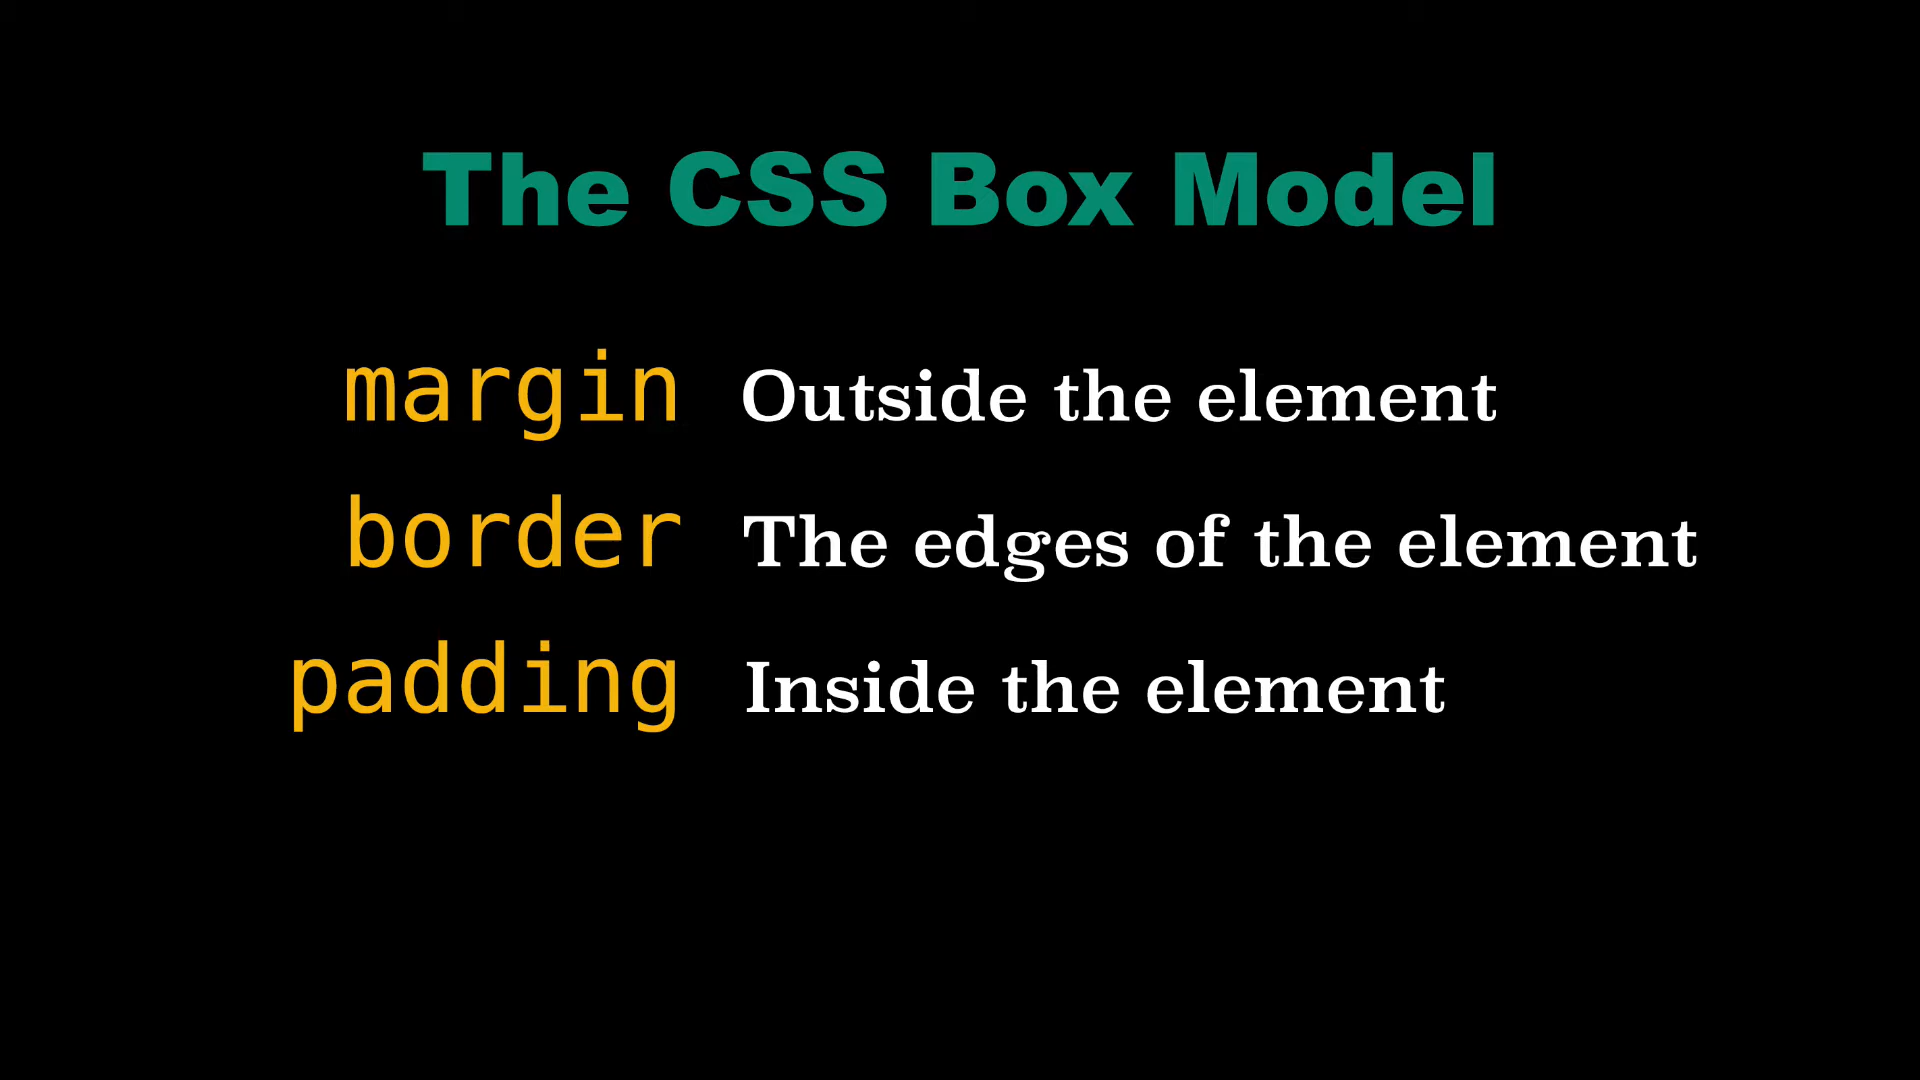 The CSS Box Model
margin Outside the element
border The edges of the element
padding Inside the element